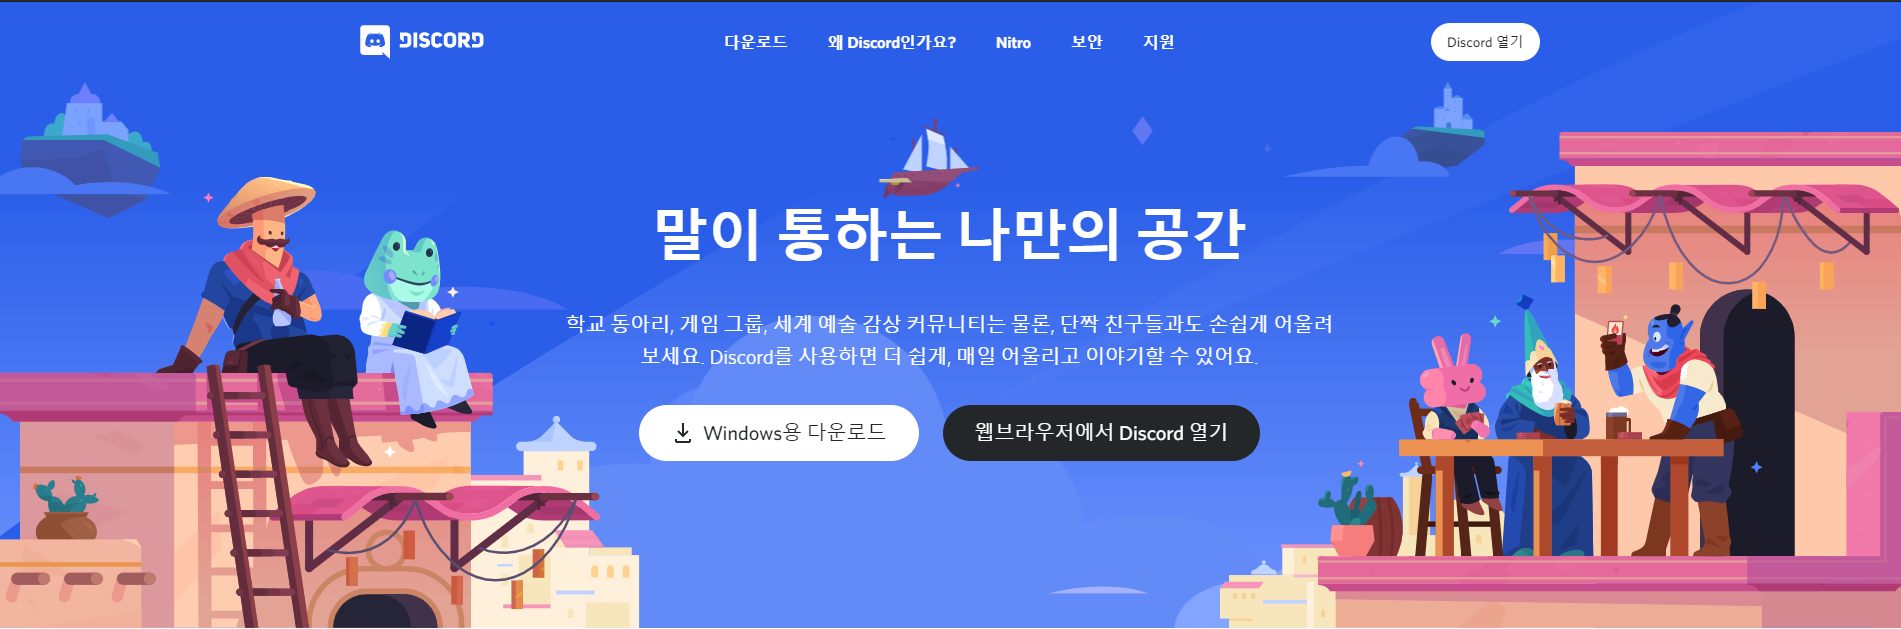 DISCORD
다운로드
왜 Discord인가요?
Nitro
보안
지원
Discord 열기
말이 통하는 나만의 공간
학교 동아리, 게임 그룹, 세계 예술 감상 커뮤니티는 물론, 단짝 친구들과도 손쉽게 어울려
보세요. Discord를 사용하면 더 쉽게, 매일 어울리고 이야기할 수 있어요.
Windows용 다운로드
웹브라우저에서 Discord 열기